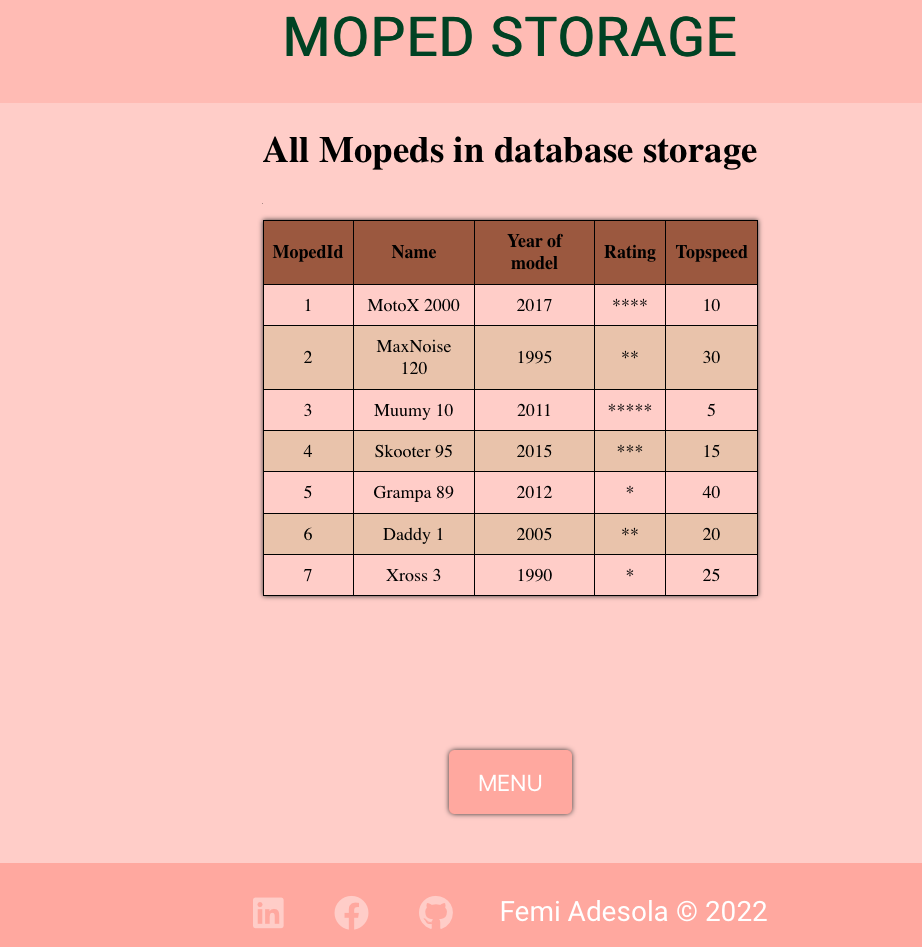 MOPED STORAGE
All Mopeds in database storage
MopedId Name Year of model Rating Topspeed
1 MotoX 2000 2017 **** 10
2 MaxNoise 120 1995 ** 30
3 Muumy 10 2011 ***** 5
4 Skooter 95 2015 *** 15
5 Grampa 89 2012 * 40
6 Daddy 1 2005 ** 20
7 Xross 3 1990 * 25
MENU
in Femi Adesola © 2022